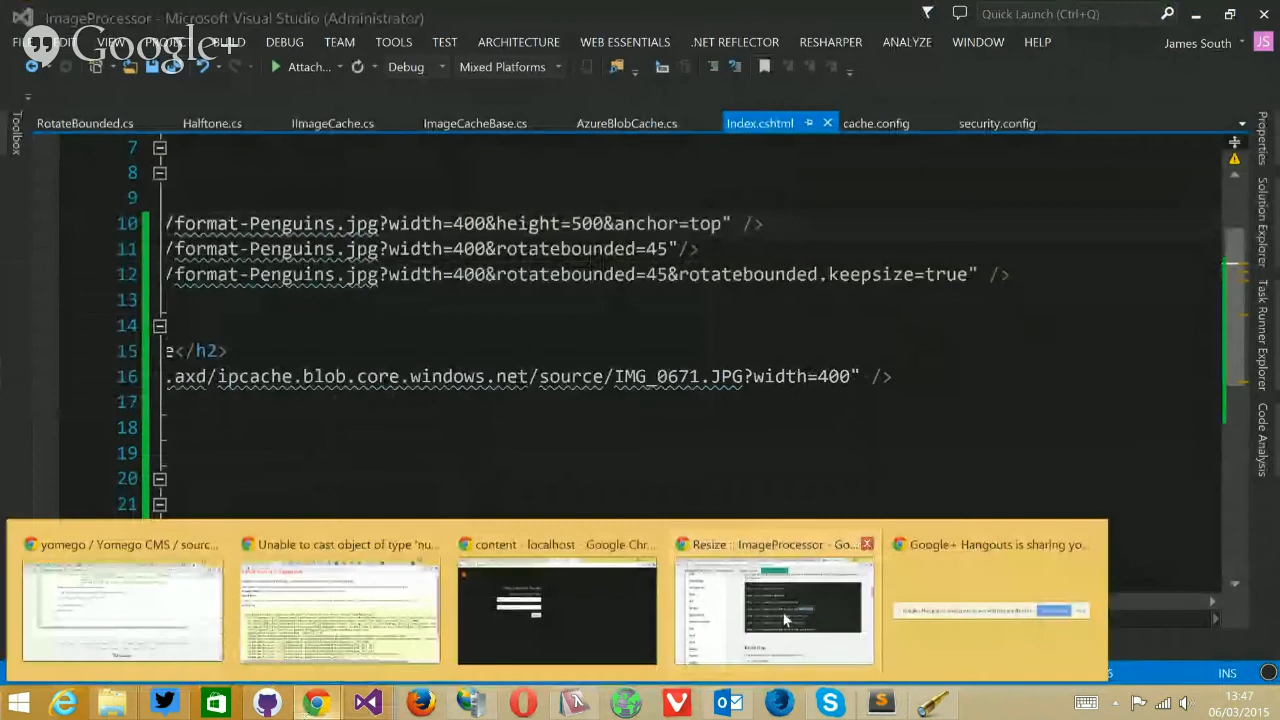 ImageProcessor - Microsoft Visual Studio (Administrator)
Quick Launch (Ctrl+Q)
Google+
FILE EDIT VIEW PROJECT BUILD DEBUG TEAM TOOLS TEST ARCHITECTURE WEB ESSENTIALS .NET REFLECTOR RESHARPER ANALYZE WINDOW HELP
James South
JS
Attach...
Debug
Mixed Platforms
RotateBounded.cs
Halftone.cs
IImageCache.cs
ImageCacheBase.cs
AzureBlobCache.cs
Index.cshtml
cache.config
security.config
Toolbox
7
8
9
10 /format-Penguins.jpg?width=400&height=500&anchor=top" />
11 /format-Penguins.jpg?width=400&rotatebounded=45"/>
12 /format-Penguins.jpg?width=400&rotatebounded=45&rotatebounded.keepsize=true" />
13
14
15 e</h2>
16 .axd/ipcache.blob.core.windows.net/source/IMG_0671.JPG?width=400" />
17
18
19
20
21
Properties
Solution Explorer
Task Runner Explorer
Code Analysis
yomego / Yomego CMS / sourc...
Unable to cast object of type 'nu...
content - localhost - Google Chr...
Resize : ImageProcessor - Go...
Google+ Hangouts is sharing yo...
INS
13:47
06/03/2015